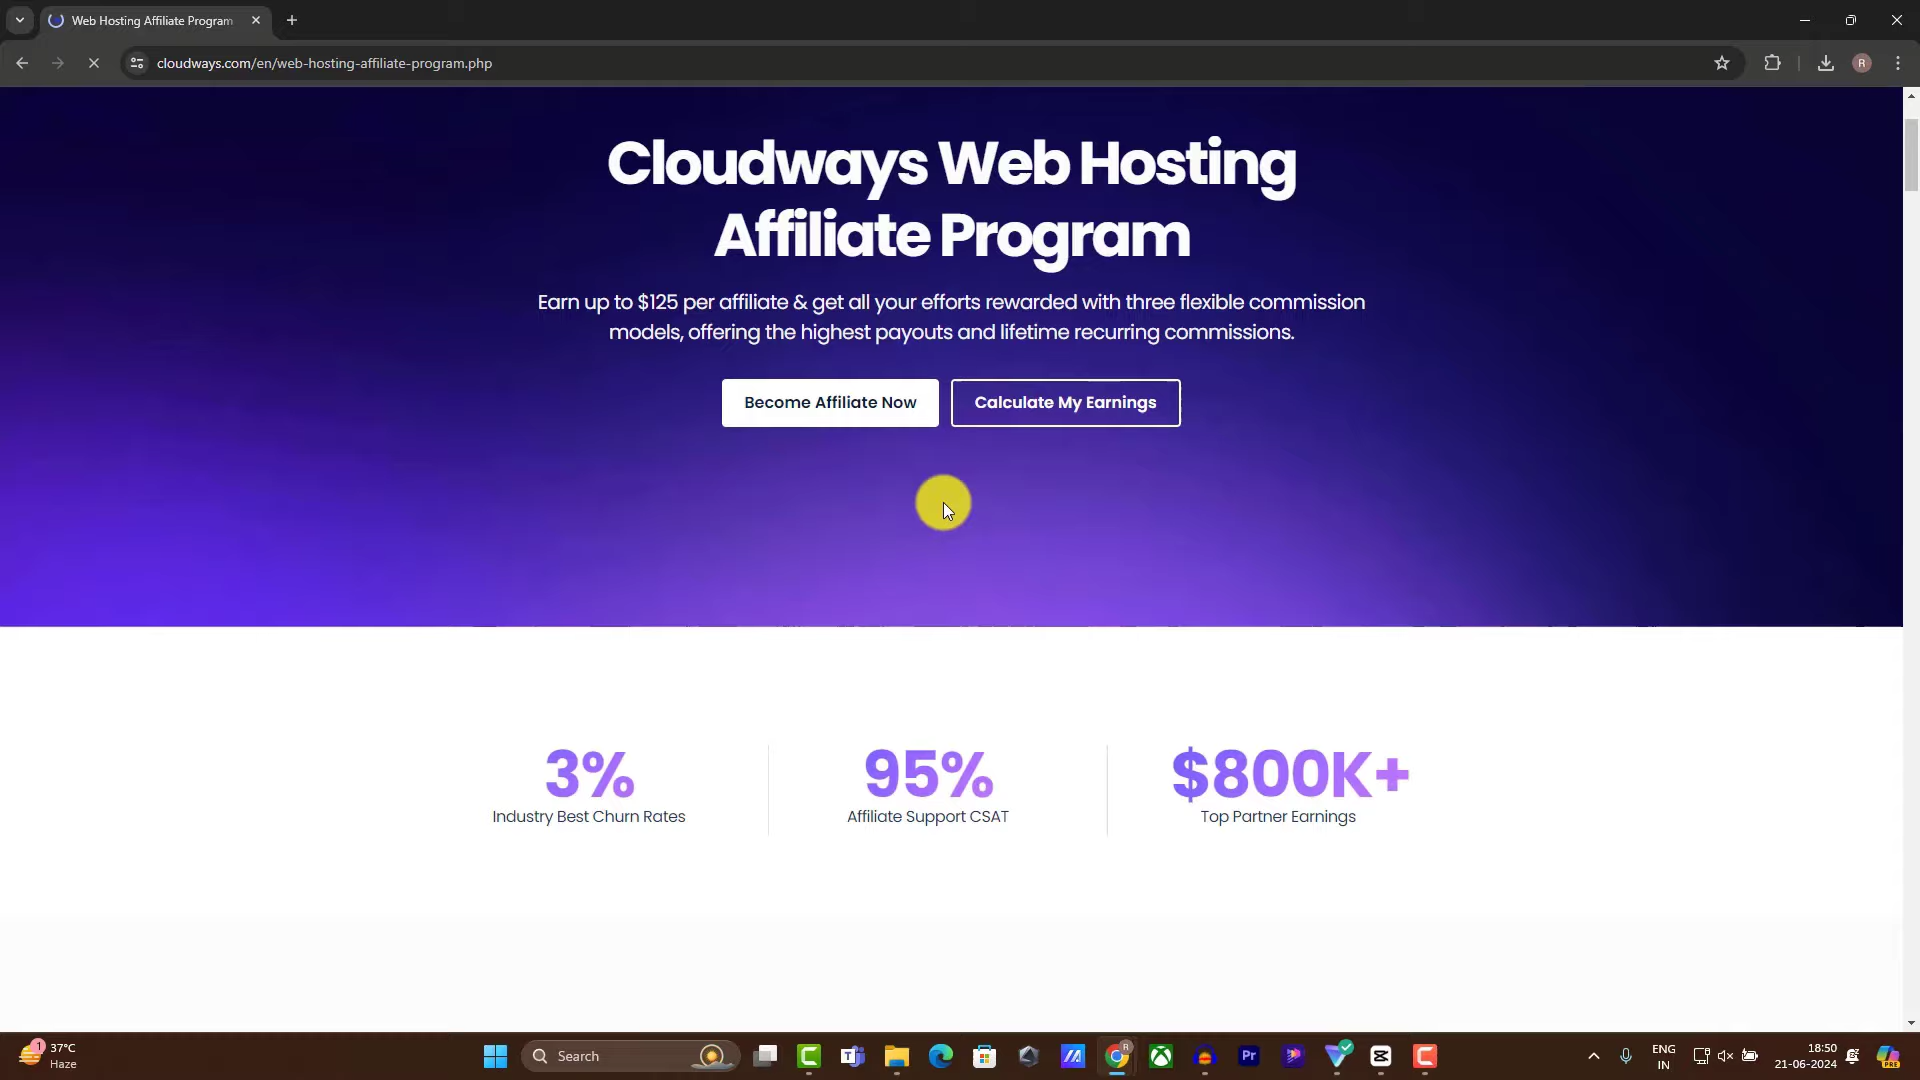 Web Hosting Affiliate Program
cloudways.com/en/web-hosting-affiliate-program.php
R
Cloudways Web Hosting
Affiliate Program
Earn up to $125 per affiliate & get all your efforts rewarded with three flexible commission
models, offering the highest payouts and lifetime recurring commissions.
Become Affiliate Now
Calculate My Earnings
3%
Industry Best Churn Rates
95%
Affiliate Support CSAT
$800K+
Top Partner Earnings
1
37°C
Haze
Search
R
Pr
ENG
IN
18:50
21-06-2024
PRE